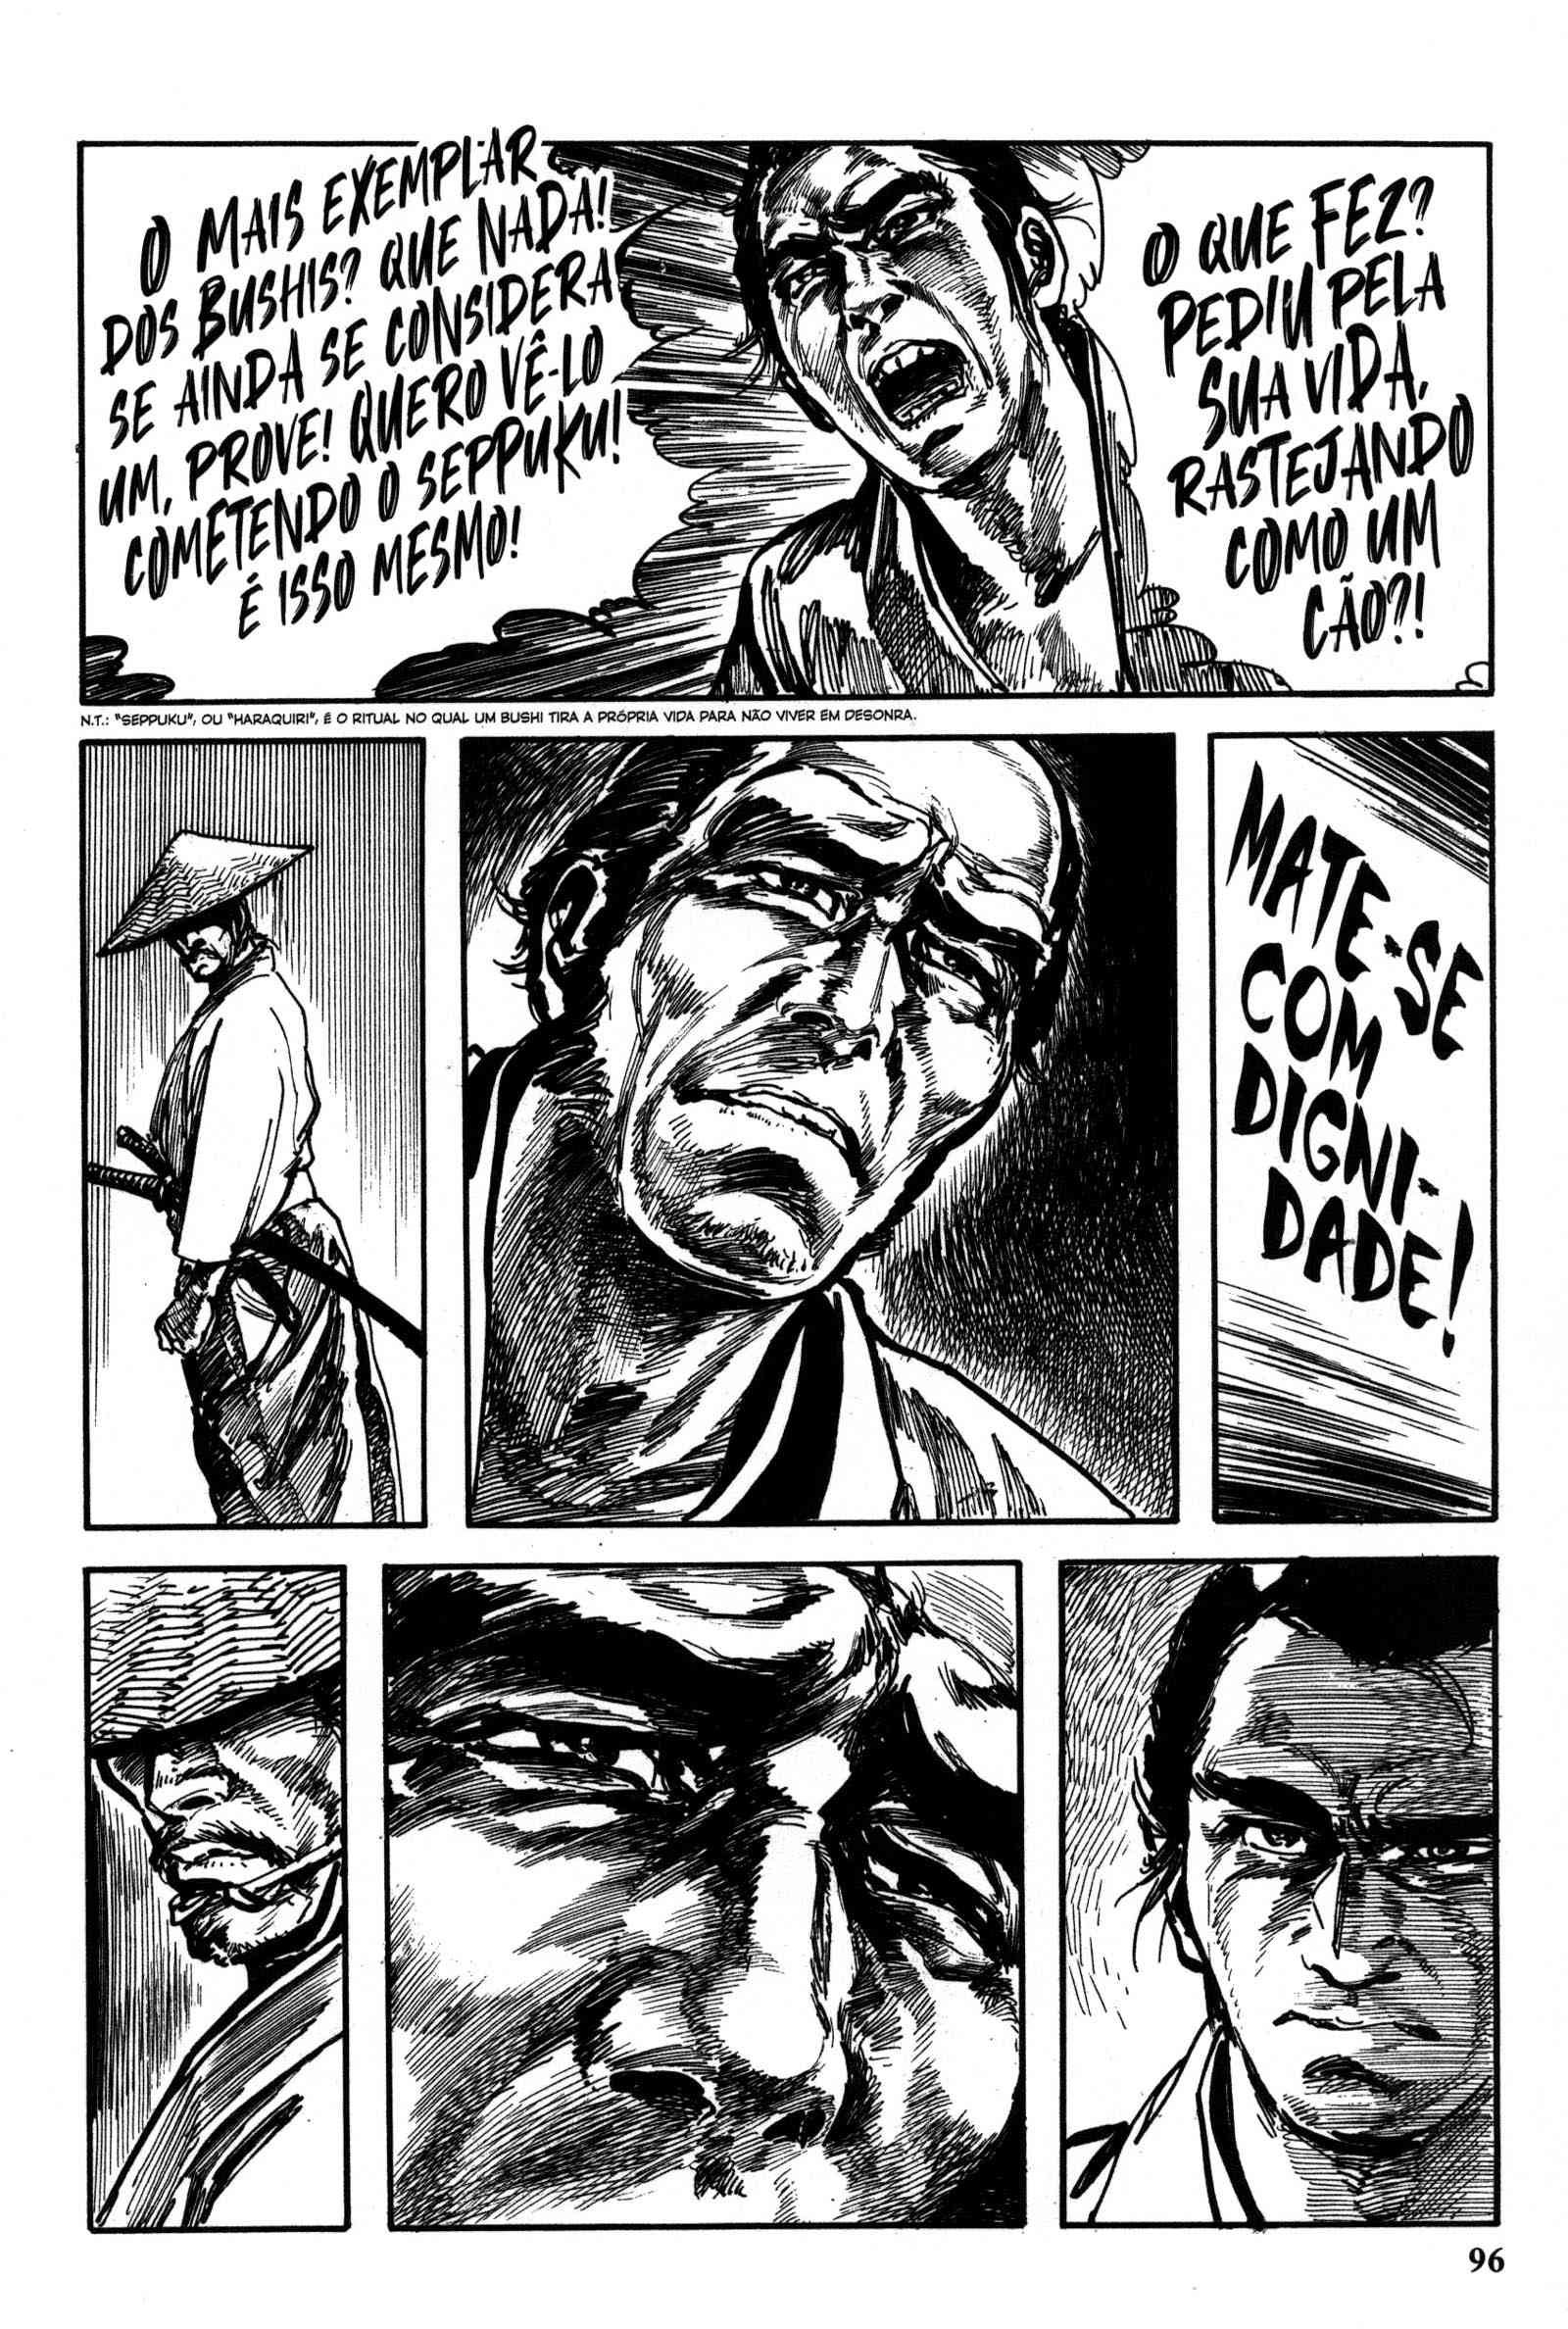 O QUE FEZ?
PEDIU PELA
SUA VIDA,
RASTEJANDO
COMO UM
CÃO?!
O MAIS EXEMPLAR
DOS BUSHIS? QUE NADA!
SE AINDA SE CONSIDERA
UM, PROVE! QUERO VÊ-LO
COMETENDO O SEPPUKU!
É ISSO MESMO!
N.T.: "SEPPUKU", OU "HARAQUIRI", É O RITUAL NO QUAL UM BUSHI TIRA A PRÓPRIA VIDA PARA NÃO VIVER EM DESONRA.
MATE-SE
COM
DIGNI-
DADE!
96